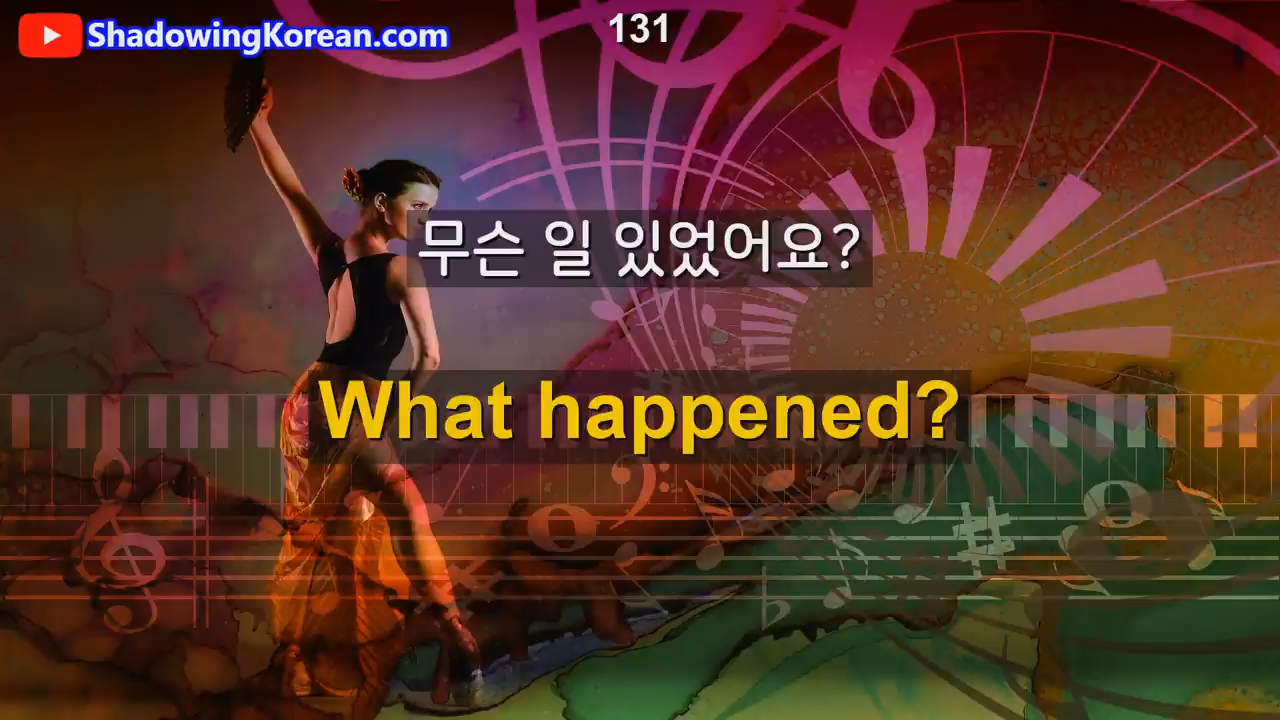 ShadowingKorean.com
131
무슨 일 있었어요?
What happened?